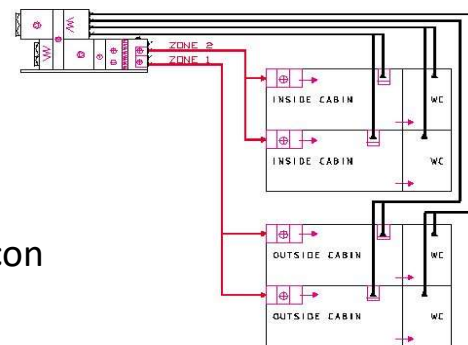 ZONE 2
ZONE 1
INSIDE CABIN WC
INSIDE CABIN WC
con
OUTSIDE CABIN WC
OUTSIDE CABIN WC